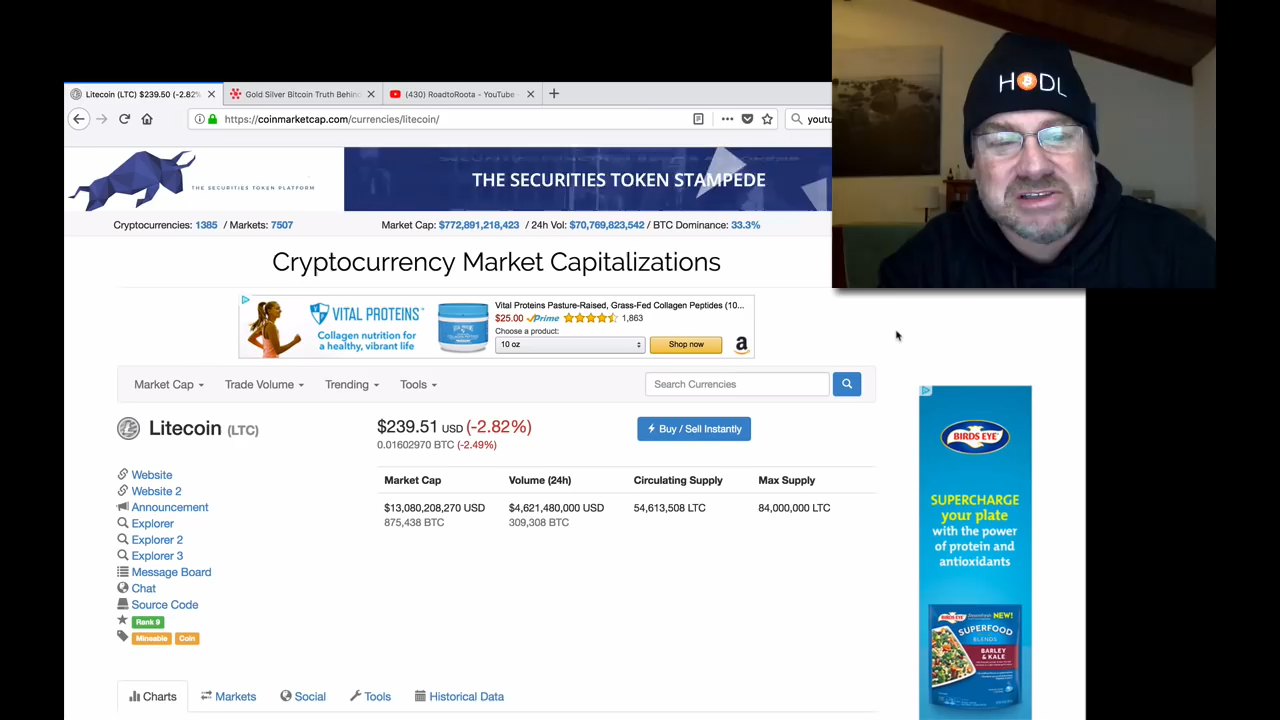 H₿DL
Litecoin (LTC) $239.50 (-2.82%
Gold Silver Bitcoin Truth Behin
(430) RoadtoRoota - YouTube
https://coinmarketcap.com/currencies/litecoin/
youtu
THE SECURITIES TOKEN PLATFORM
THE SECURITIES TOKEN STAMPEDE
Cryptocurrencies: 1385 / Markets: 7507
Market Cap: $772,891,218,423 / 24h Vol: $70,769,823,542 / BTC Dominance: 33.3%
Cryptocurrency Market Capitalizations
VITAL PROTEINS
Collagen nutrition for
a healthy, vibrant life
Vital Proteins Pasture-Raised, Grass-Fed Collagen Peptides (10...
$25.00 Prime 1,863
Choose a product:
10 oz
Shop now
a
Market Cap
Trade Volume
Trending
Tools
Search Currencies
Litecoin (LTC)
$239.51 USD (-2.82%)
0.01602970 BTC (-2.49%)
Buy / Sell Instantly
Market Cap
Volume (24h)
Circulating Supply
Max Supply
$13,080,208,270 USD
$4,621,480,000 USD
54,613,508 LTC
84,000,000 LTC
875,438 BTC
309,308 BTC
Website
Website 2
Announcement
Explorer
Explorer 2
Explorer 3
Message Board
Chat
Source Code
Rank 9
Mineable
Coin
Charts
Markets
Social
Tools
Historical Data
BIRDS EYE
SUPERCHARGE
your plate
with the power
of protein and
antioxidants
BIRDS EYE
NEW!
SUPERFOOD
BLENDS
BARLEY
& KALE